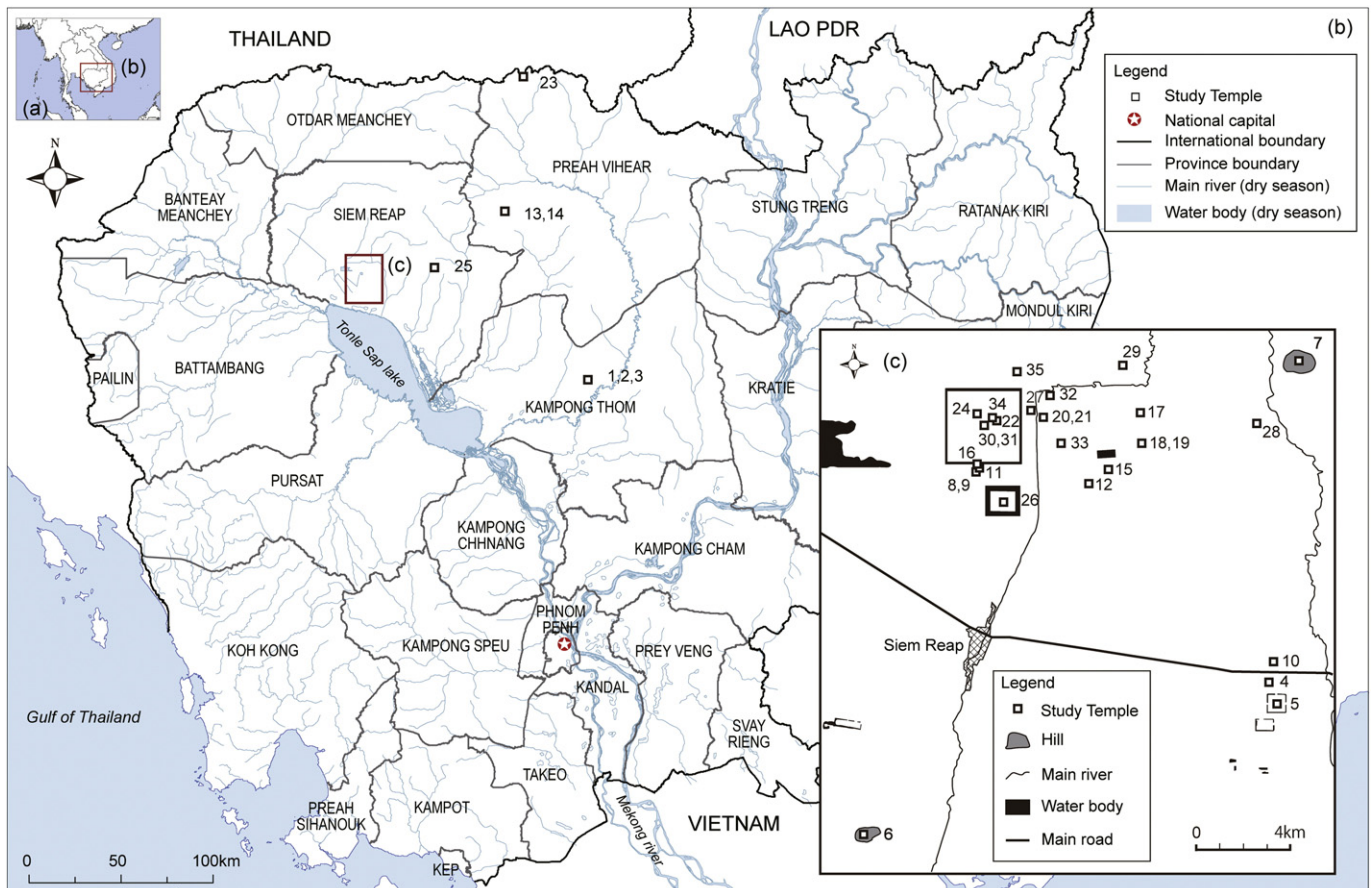 THAILAND
LAO PDR
(b)
(b)
(a)
N
23
OTDAR MEANCHEY
PREAH VIHEAR
BANTEAY
MEANCHEY
SIEM REAP
13,14
STUNG TRENG
RATANAK KIRI
(c)
25
MONDUL KIRI
Tonle Sap lake
PAILIN
BATTAMBANG
1,2,3
KAMPONG THOM
KRATIE
PURSAT
KAMPONG
CHHNANG
KAMPONG CHAM
PHNOM
PENH
KOH KONG
KAMPONG SPEU
PREY VENG
KANDAL
Gulf of Thailand
SVAY
RIENG
TAKEO
PREAH
SIHANOUK
KAMPOT
Mekong river
VIETNAM
KEP
0 50 100km
Legend
Study Temple
National capital
International boundary
Province boundary
Main river (dry season)
Water body (dry season)
(c)
N
7
29
35
32
27
34
24
22
20,21
17
28
30,31
33
18,19
16
11
15
8,9
12
26
Siem Reap
10
4
5
6
Legend
Study Temple
Hill
Main river
Water body
Main road
0 4km